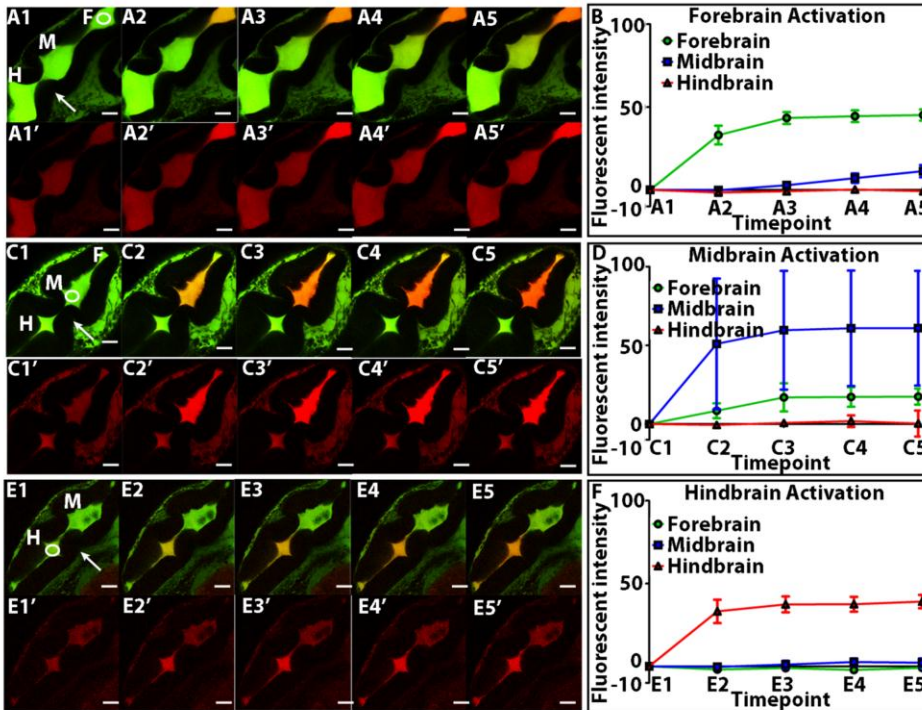 A1 F A2 A3 A4 A5
M
H
A1’ A2’ A3’ A4’ A5’
B Forebrain Activation
Fluorescent intensity
100
50
0
-10
Forebrain
Midbrain
Hindbrain
A1 A2 A3 A4 A5
Timepoint
C1 F C2 C3 C4 C5
M
H
C1’ C2’ C3’ C4’ C5’
D Midbrain Activation
Fluorescent intensity
100
50
0
-10
Forebrain
Midbrain
Hindbrain
C1 C2 C3 C4 C5
Timepoint
E1 M E2 E3 E4 E5
H
E1’ E2’ E3’ E4’ E5’
F Hindbrain Activation
Fluorescent intensity
100
50
0
-10
Forebrain
Midbrain
Hindbrain
E1 E2 E3 E4 E5
Timepoint